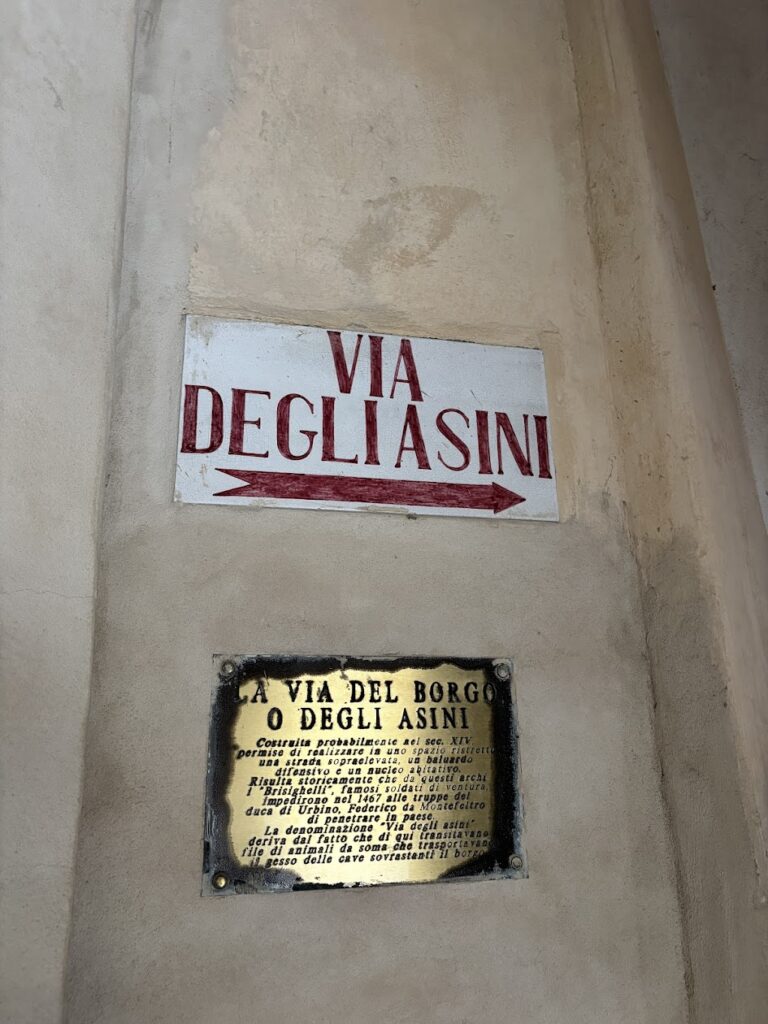 VIA
DEGLI ASINI
LA VIA DEL BORGO
O DEGLI ASINI
Costruita probabilmente nel sec. XIV
permise di realizzare in uno spazio ristretto
una strada sopraelevata, un baluardo
difensivo e un nucleo abitativo.
Risulta storicamente che da questi archi
i "Brisighelli", famosi soldati di ventura,
impedirono nel 1467 alle truppe del
duca di Urbino, Federico da Montefeltro
di penetrare in paese.
La denominazione "Via degli asini"
deriva dal fatto che di qui transitavano
file di animali da soma che trasportavano
il gesso delle cave sovrastanti il borgo.